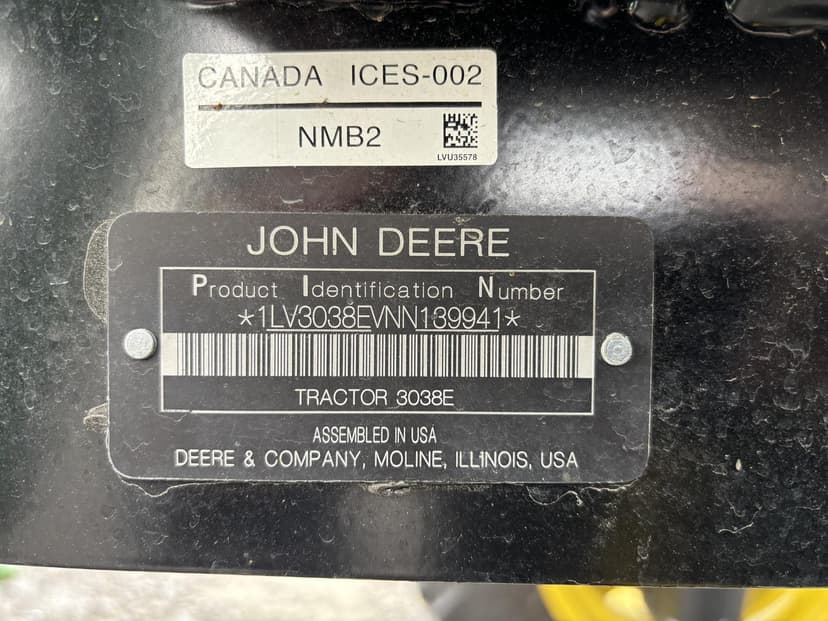 CANADA ICES-002
NMB2
LVU35578
JOHN DEERE
Product Identification Number
*1LV3038EVNN139941*
TRACTOR 3038E
ASSEMBLED IN USA
DEERE & COMPANY, MOLINE, ILLINOIS, USA